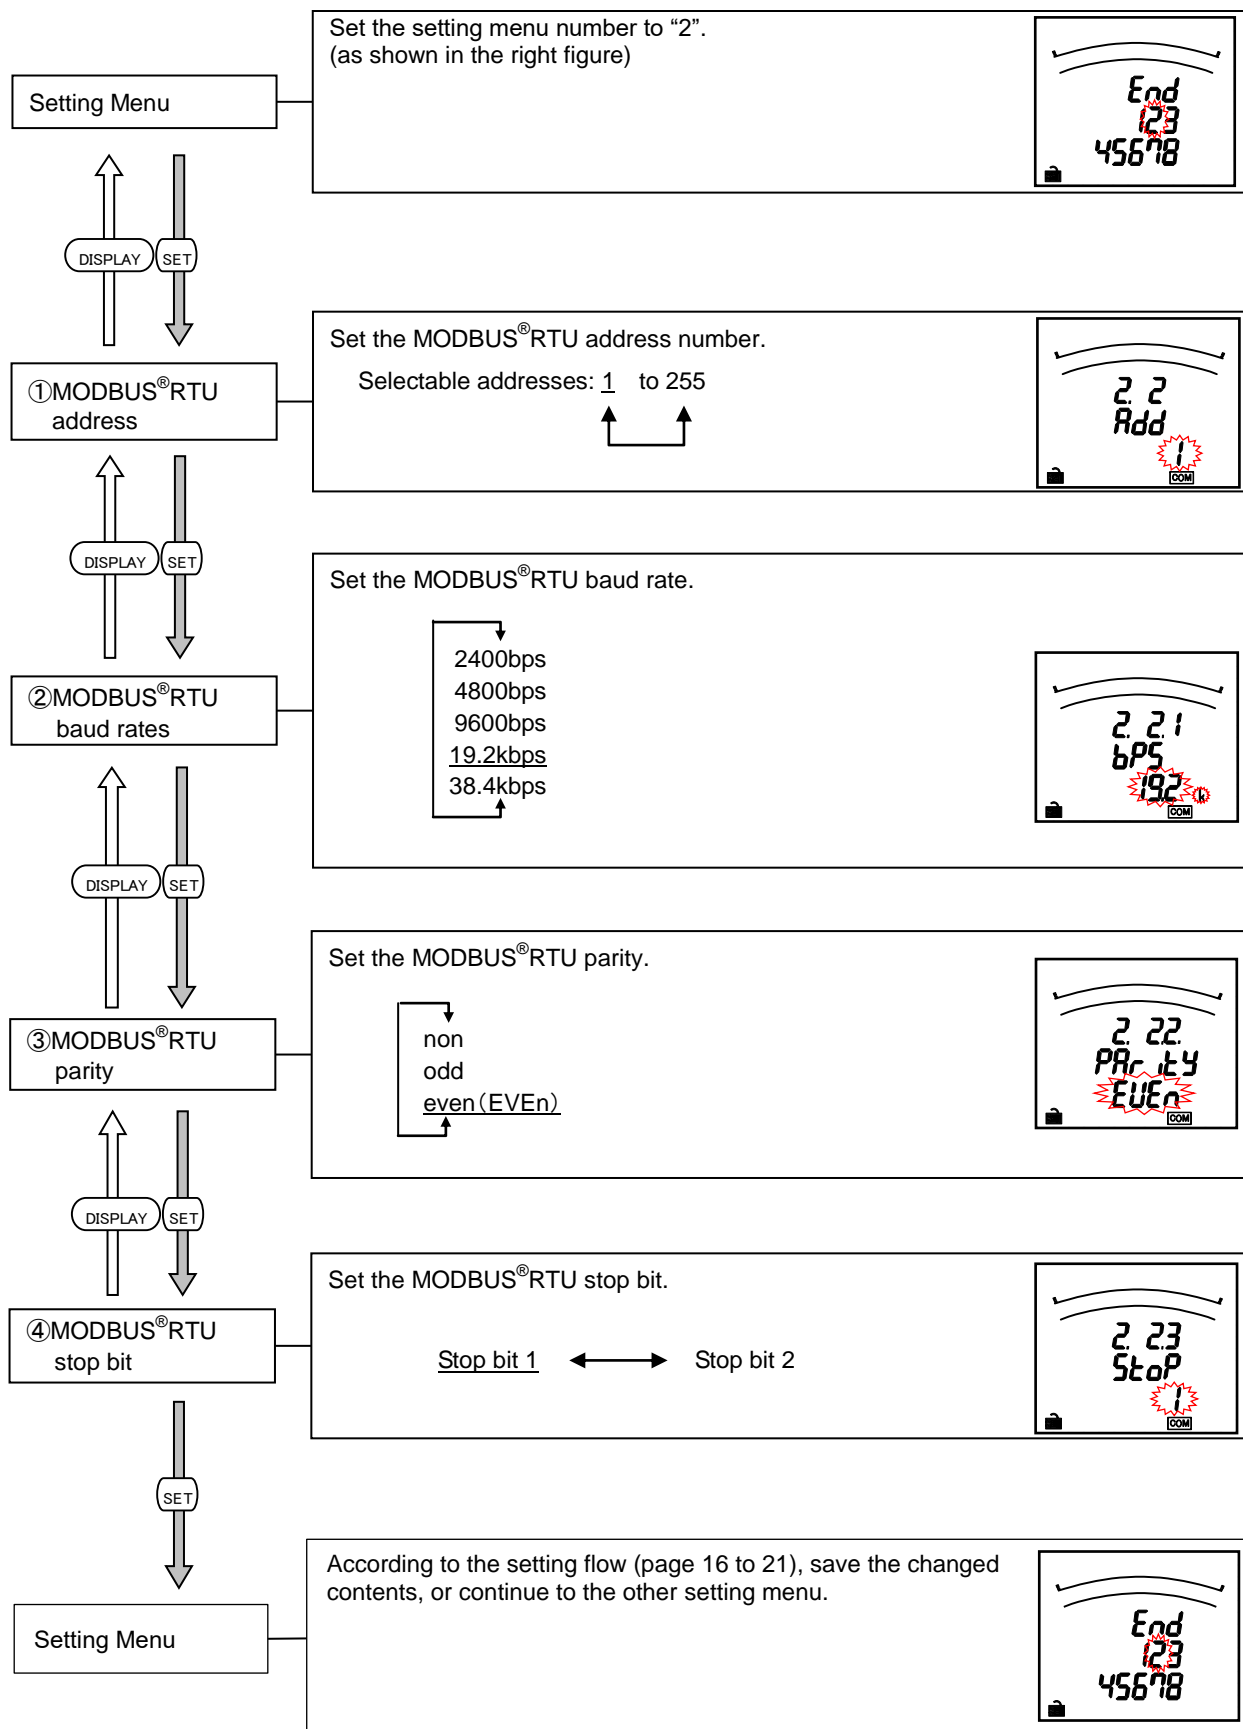 Set the setting menu number to “2”.
(as shown in the right figure)
Setting Menu
End
123
45678
DISPLAY SET
Set the MODBUS®RTU address number.
Selectable addresses: 1 to 255
①MODBUS®RTU
address
2. 2
Add
1
COM
DISPLAY SET
Set the MODBUS®RTU baud rate.
2400bps
4800bps
9600bps
19.2kbps
38.4kbps
②MODBUS®RTU
baud rates
2. 2.1
bPS
19.2 k
COM
DISPLAY SET
Set the MODBUS®RTU parity.
non
odd
even(EVEn)
③MODBUS®RTU
parity
2. 2.2.
PAritY
EVEn
COM
DISPLAY SET
Set the MODBUS®RTU stop bit.
Stop bit 1 Stop bit 2
④MODBUS®RTU
stop bit
2. 2.3
StoP
1
COM
SET
According to the setting flow (page 16 to 21), save the changed
contents, or continue to the other setting menu.
Setting Menu
End
123
45678